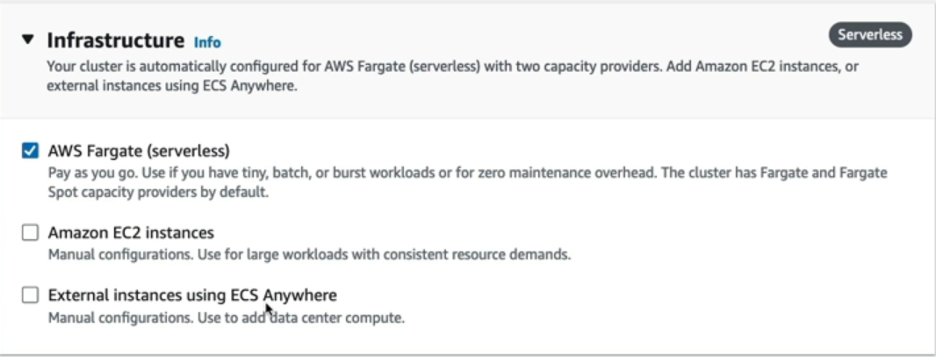 Infrastructure Info
Serverless
Your cluster is automatically configured for AWS Fargate (serverless) with two capacity providers. Add Amazon EC2 instances, or
external instances using ECS Anywhere.
AWS Fargate (serverless)
Pay as you go. Use if you have tiny, batch, or burst workloads or for zero maintenance overhead. The cluster has Fargate and Fargate
Spot capacity providers by default.
Amazon EC2 instances
Manual configurations. Use for large workloads with consistent resource demands.
External instances using ECS Anywhere
Manual configurations. Use to add data center compute.